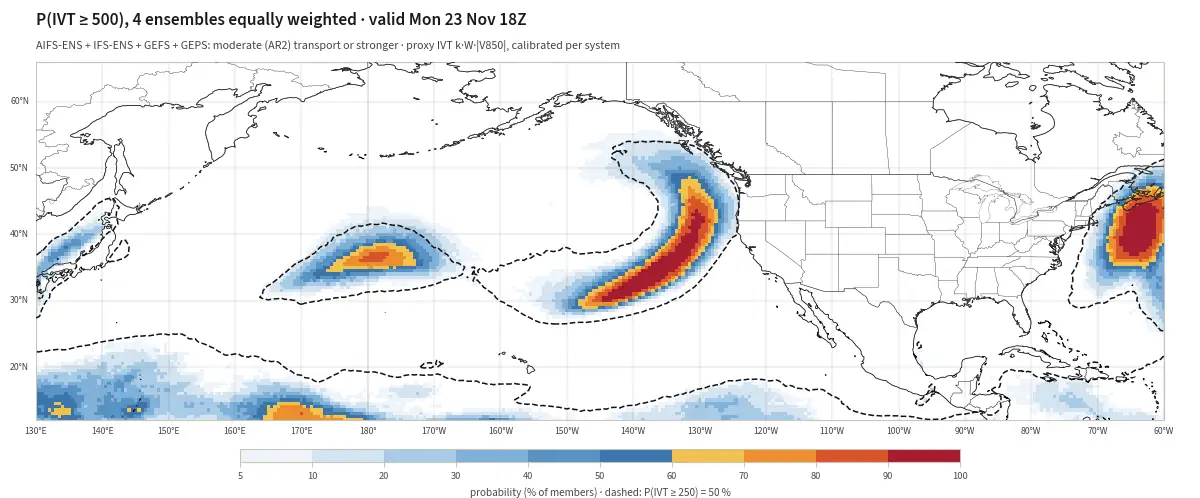 P(IVT ≥ 500), 4 ensembles equally weighted · valid Mon 23 Nov 18Z
AIFS-ENS + IFS-ENS + GEFS + GEPS: moderate (AR2) transport or stronger · proxy IVT k·W·|V850|, calibrated per system
60°N
50°N
40°N
30°N
20°N
130°E 140°E 150°E 160°E 170°E 180° 170°W 160°W 150°W 140°W 130°W 120°W 110°W 100°W 90°W 80°W 70°W 60°W
5 10 20 30 40 50 60 70 80 90 100
probability (% of members) · dashed: P(IVT ≥ 250) = 50 %